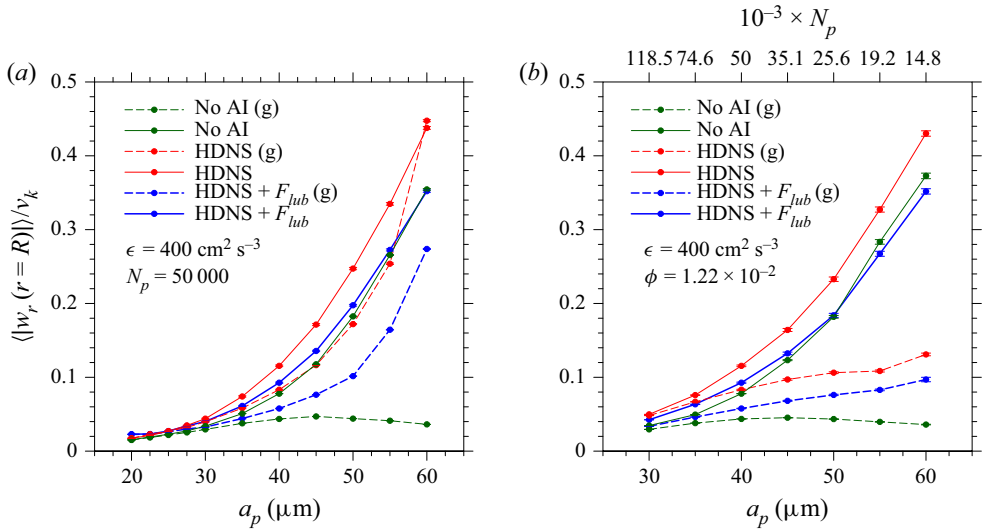 10⁻³ × N_p
118.5 74.6 50 35.1 25.6 19.2 14.8
(a)
(b)
⟨|w_r (r = R)|⟩/v_k
0.5
0.4
0.3
0.2
0.1
0
No AI (g)
No AI
HDNS (g)
HDNS
HDNS + F_lub (g)
HDNS + F_lub
ϵ = 400 cm² s⁻³
N_p = 50 000
20 30 40 50 60
a_p (μm)
0.5
0.4
0.3
0.2
0.1
0
No AI (g)
No AI
HDNS (g)
HDNS
HDNS + F_lub (g)
HDNS + F_lub
ϵ = 400 cm² s⁻³
ϕ = 1.22 × 10⁻²
30 40 50 60
a_p (μm)